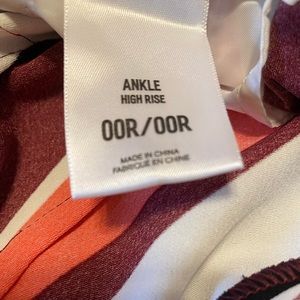 ANKLE
HIGH RISE
00R/00R
MADE IN CHINA
FABRIQUÉ EN CHINE